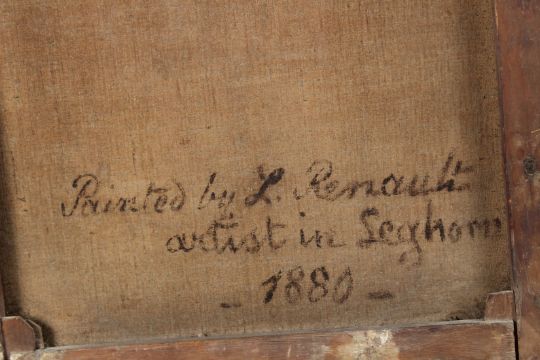 Painted by L. Renault
artist in Leghorn
- 1880 -